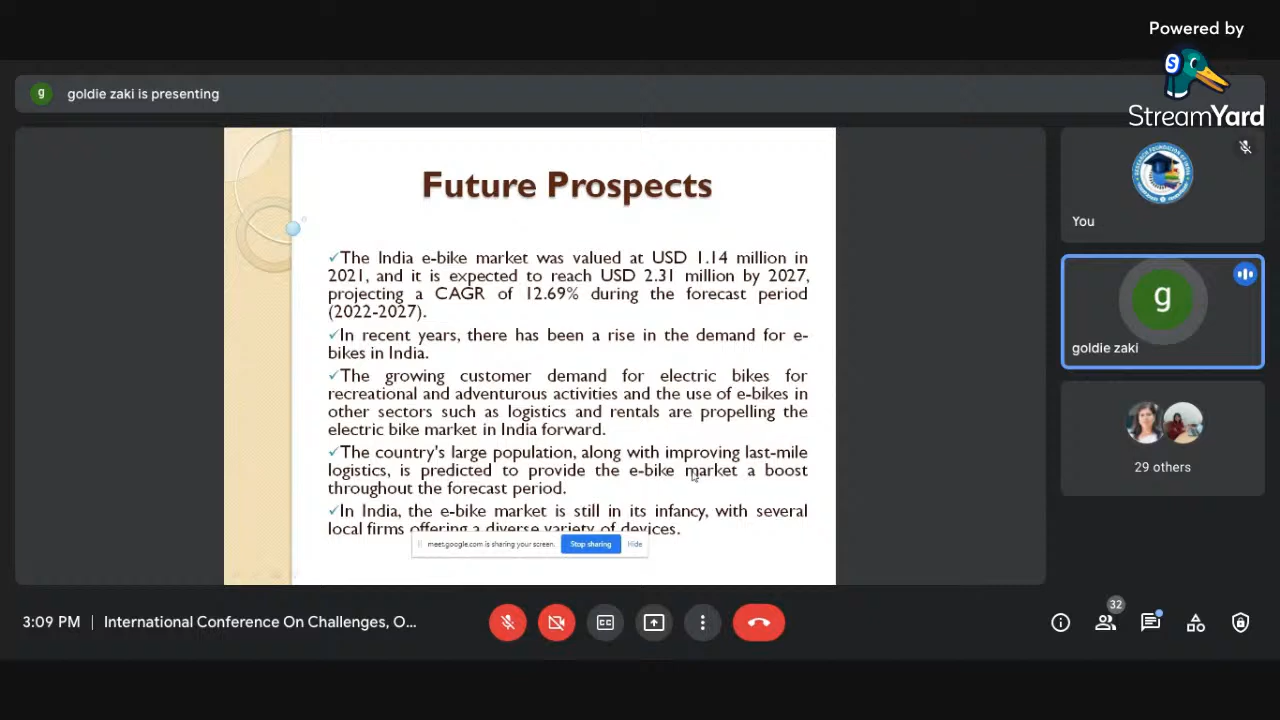 Powered by
StreamYard
g
goldie zaki is presenting
Future Prospects
✓The India e-bike market was valued at USD 1.14 million in
2021, and it is expected to reach USD 2.31 million by 2027,
projecting a CAGR of 12.69% during the forecast period
(2022-2027).
✓In recent years, there has been a rise in the demand for e-
bikes in India.
✓The growing customer demand for electric bikes for
recreational and adventurous activities and the use of e-bikes in
other sectors such as logistics and rentals are propelling the
electric bike market in India forward.
✓The country's large population, along with improving last-mile
logistics, is predicted to provide the e-bike market a boost
throughout the forecast period.
✓In India, the e-bike market is still in its infancy, with several
local firms offering a diverse variety of devices.
meet.google.com is sharing your screen.
Stop sharing
Hide
You
g
goldie zaki
29 others
3:09 PM
International Conference On Challenges, O...
CC
32